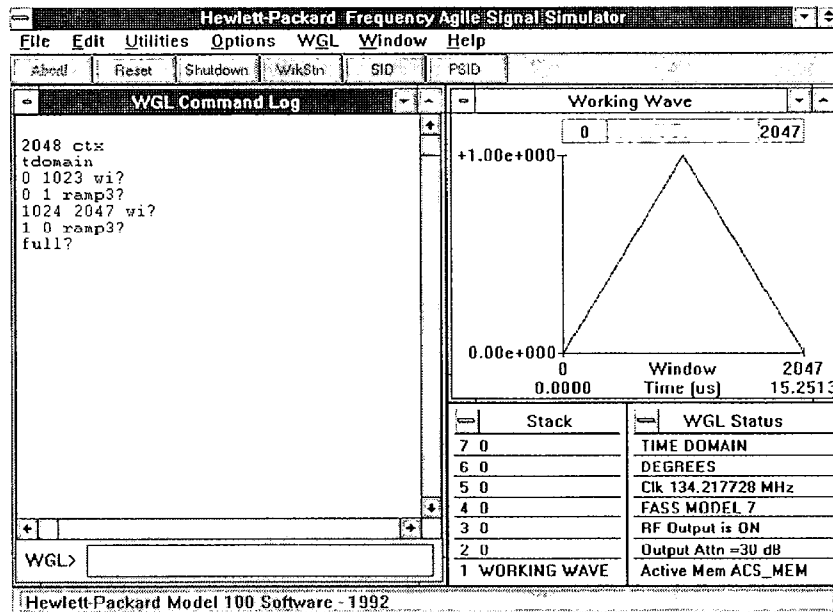 Hewlett-Packard Frequency Agile Signal Simulator
File Edit Utilities Options WGL Window Help
Abort! Reset Shutdown WrkStn SID PSID
WGL Command Log
2048 ctx
tdomain
0 1023 wi?
0 1 ramp3?
1024 2047 wi?
1 0 ramp3?
full?
WGL>
Working Wave
0 2047
+1.00e+000
0.00e+000
0 Window 2047
0.0000 Time (us) 15.2513
Stack
7 0
6 0
5 0
4 0
3 0
2 0
1 WORKING WAVE
WGL Status
TIME DOMAIN
DEGREES
Clk 134.217728 MHz
FASS MODEL 7
RF Output is ON
Output Attn =30 dB
Active Mem ACS_MEM
Hewlett-Packard Model 100 Software - 1992